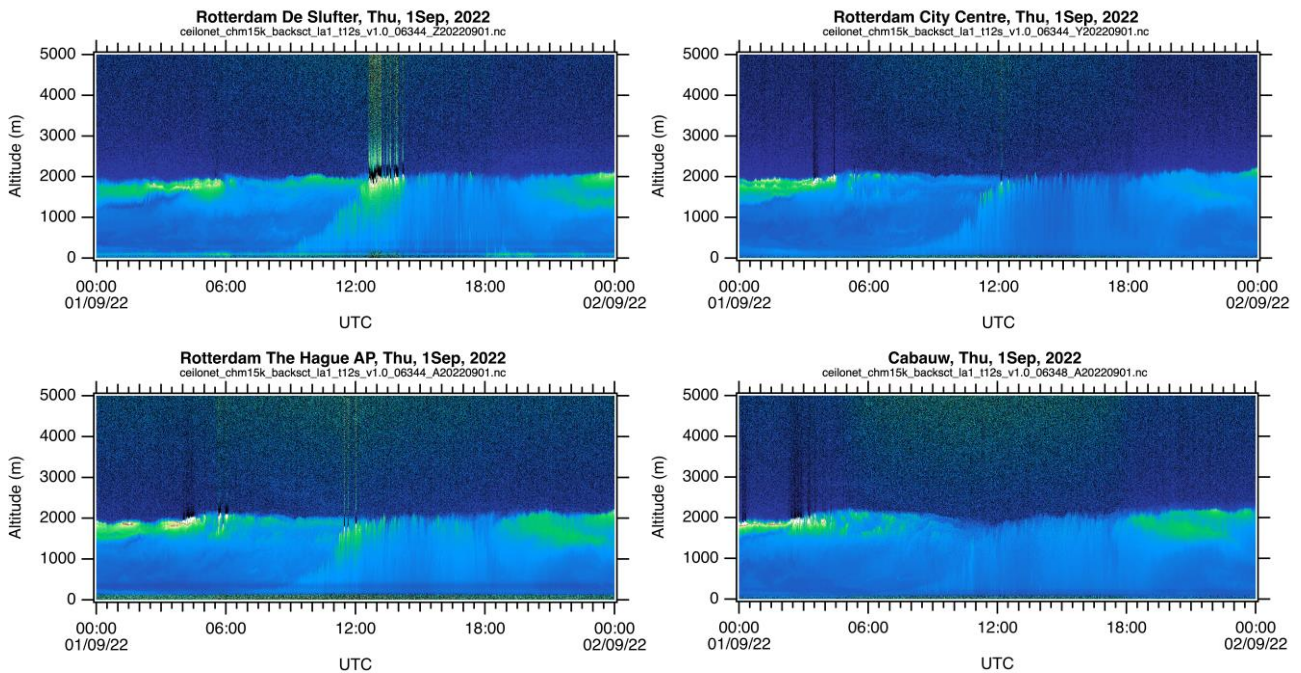 Rotterdam De Slufter, Thu, 1Sep, 2022
ceilonet_chm15k_backsct_la1_t12s_v1.0_06344_Z20220901.nc
5000
4000
3000
2000
1000
0
Altitude (m)
00:00 06:00 12:00 18:00 00:00
01/09/22 02/09/22
UTC
Rotterdam City Centre, Thu, 1Sep, 2022
ceilonet_chm15k_backsct_la1_t12s_v1.0_06344_Y20220901.nc
5000
4000
3000
2000
1000
0
Altitude (m)
00:00 06:00 12:00 18:00 00:00
01/09/22 02/09/22
UTC
Rotterdam The Hague AP, Thu, 1Sep, 2022
ceilonet_chm15k_backsct_la1_t12s_v1.0_06344_A20220901.nc
5000
4000
3000
2000
1000
0
Altitude (m)
00:00 06:00 12:00 18:00 00:00
01/09/22 02/09/22
UTC
Cabauw, Thu, 1Sep, 2022
ceilonet_chm15k_backsct_la1_t12s_v1.0_06348_A20220901.nc
5000
4000
3000
2000
1000
0
Altitude (m)
00:00 06:00 12:00 18:00 00:00
01/09/22 02/09/22
UTC